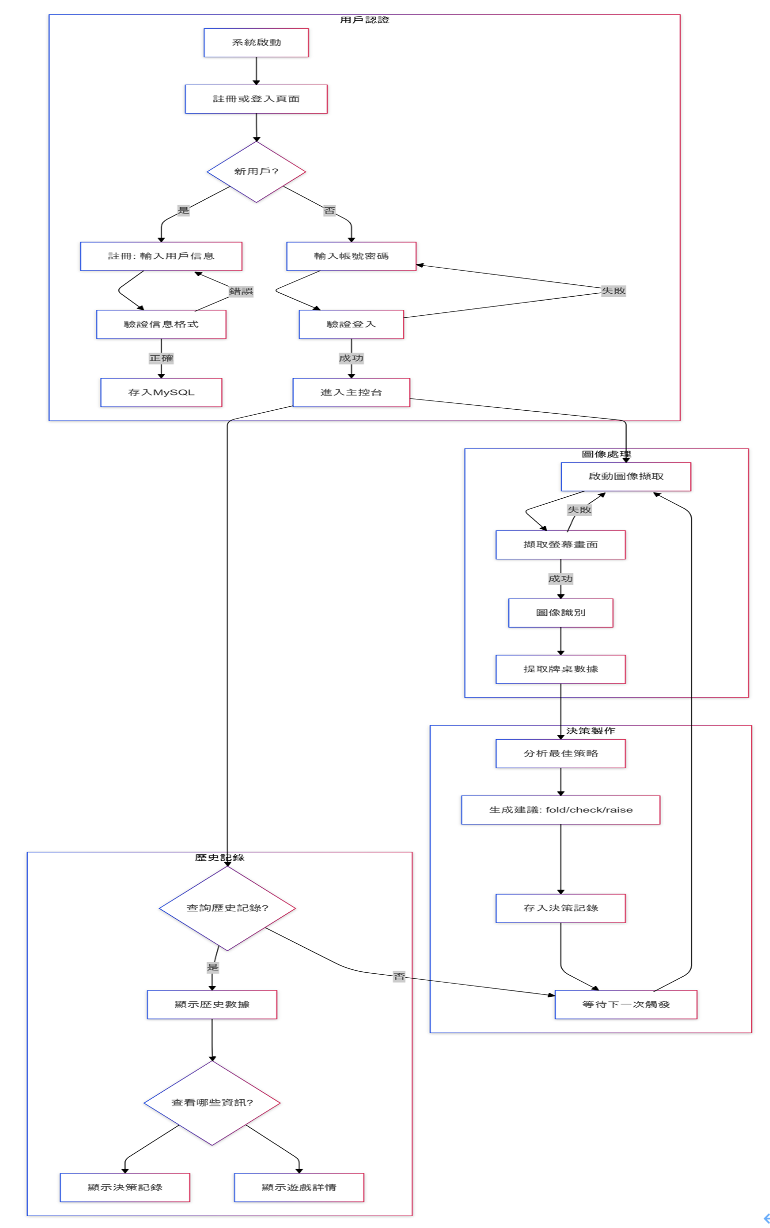 用戶認證
系統啟動
註冊或登入頁面
新用戶?
是
否
註冊: 輸入用戶信息
輸入帳號密碼
錯誤
失敗
驗證信息格式
驗證登入
正確
成功
存入MySQL
進入主控台
圖像處理
啟動圖像擷取
失敗
擷取螢幕畫面
成功
圖像識別
提取牌桌數據
決策製作
分析最佳策略
生成建議: fold/check/raise
歷史記錄
查詢歷史記錄?
存入決策記錄
是
否
顯示歷史數據
等待下一次觸發
查看哪些資訊?
顯示決策記錄
顯示遊戲詳情